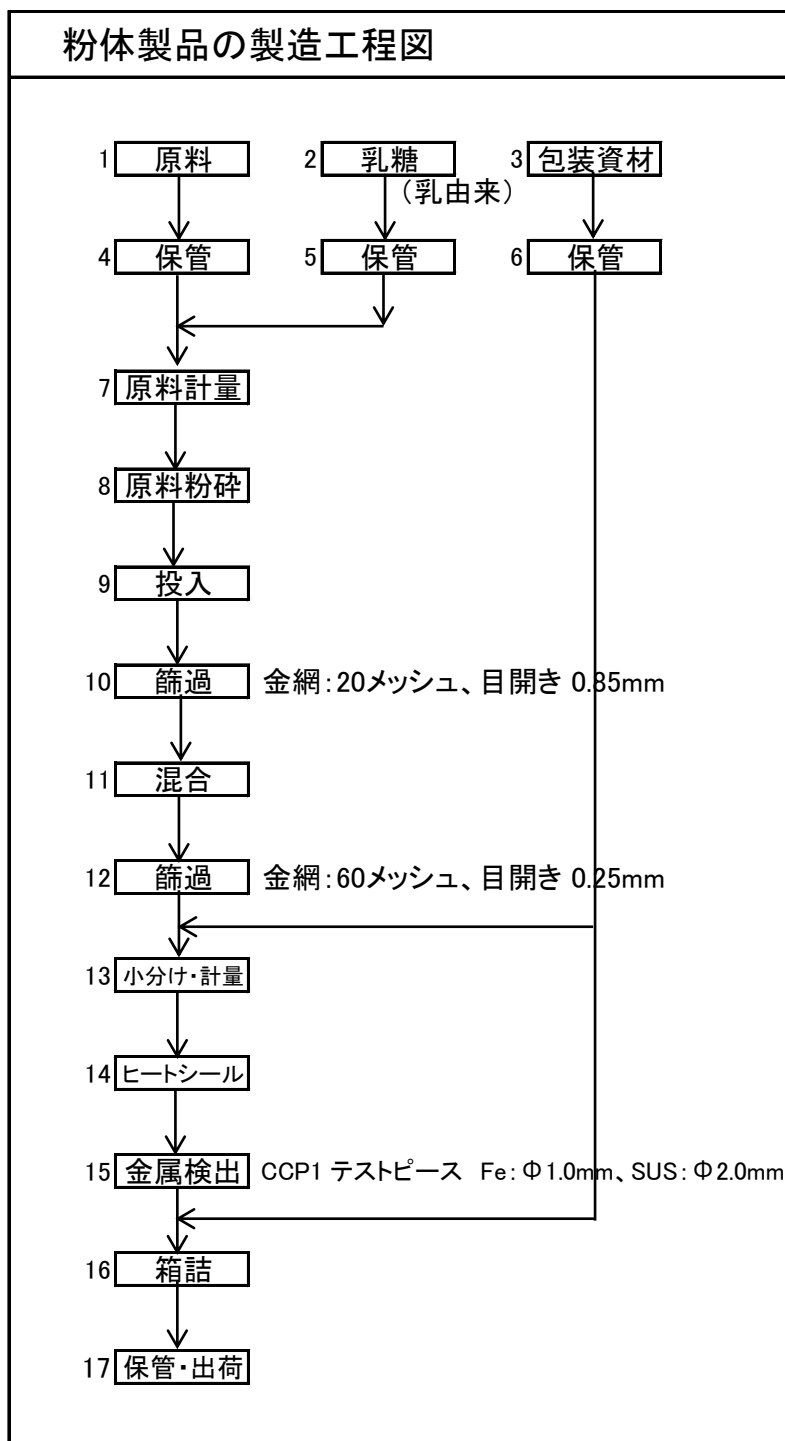 粉体製品の製造工程図
1 原料 2 乳糖 3 包装資材
(乳由来)
4 保管 5 保管 6 保管
7 原料計量
8 原料粉砕
9 投入
10 篩過 金網:20メッシュ、目開き 0.85mm
11 混合
12 篩過 金網:60メッシュ、目開き 0.25mm
13 小分け・計量
14 ヒートシール
15 金属検出 CCP1 テストピース Fe:Φ1.0mm、SUS:Φ2.0mm
16 箱詰
17 保管・出荷